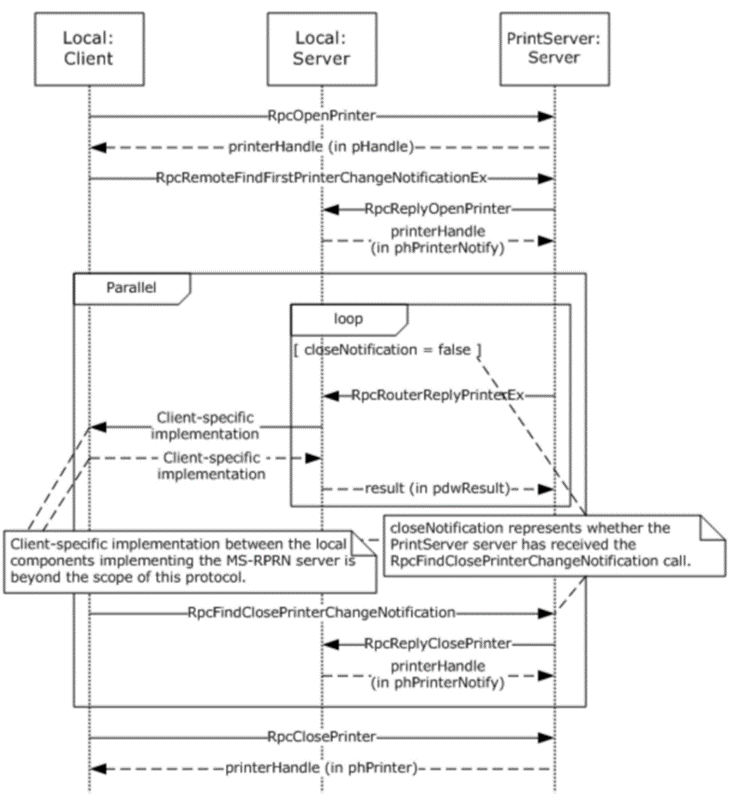 Local:
Client
Local:
Server
PrintServer:
Server
RpcOpenPrinter
printerHandle (in pHandle)
RpcRemoteFindFirstPrinterChangeNotificationEx
RpcReplyOpenPrinter
printerHandle
(in phPrinterNotify)
Parallel
loop
[ closeNotification = false ]
RpcRouterReplyPrinterEx
Client-specific
implementation
Client-specific
implementation
result (in pdwResult)
closeNotification represents whether the
PrintServer server has received the
RpcFindClosePrinterChangeNotification call.
Client-specific implementation between the local
components implementing the MS-RPRN server is
beyond the scope of this protocol.
RpcFindClosePrinterChangeNotification
RpcReplyClosePrinter
printerHandle
(in phPrinterNotify)
RpcClosePrinter
printerHandle (in phPrinter)